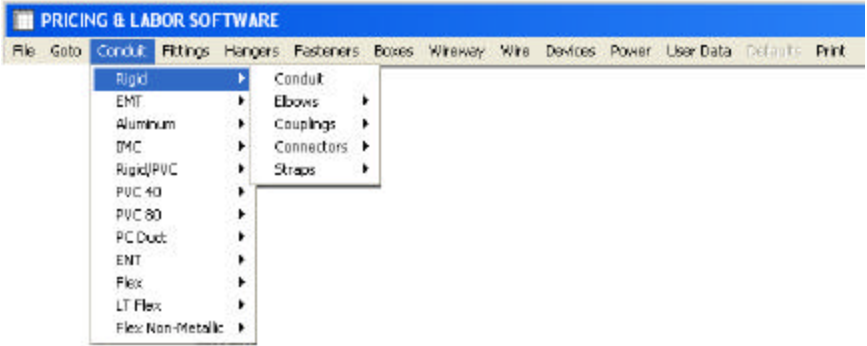 PRICING & LABOR SOFTWARE
File Goto Conduit Fittings Hangers Fasteners Boxes Wireway Wire Devices Power User Data Defaults Print
Rigid
EMT
Aluminum
IMC
Rigid/PVC
PVC 40
PVC 80
PC Duct
ENT
Flex
LT Flex
Flex Non-Metallic
Conduit
Elbows
Couplings
Connectors
Straps